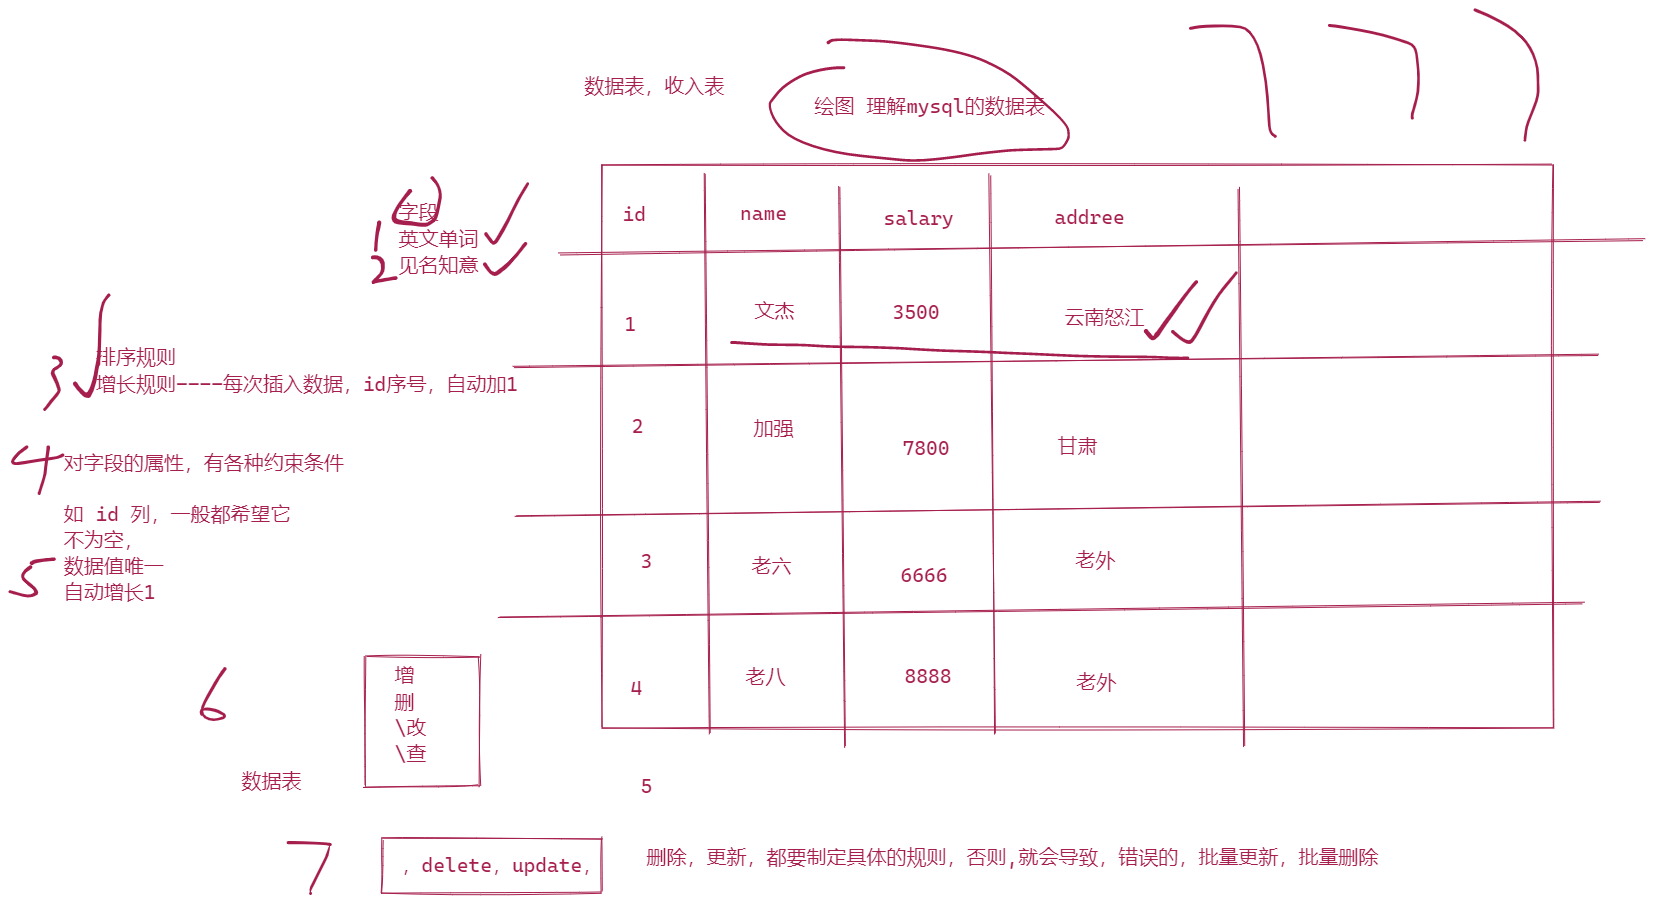 数据表，收入表
绘图 理解mysql的数据表
字段
1 英文单词
2 见名知意
id name salary addree
1 文杰 3500 云南怒江
3 排序规则
增长规则----每次插入数据，id序号，自动加1
2 加强 7800 甘肃
4 对字段的属性，有各种约束条件
如 id 列，一般都希望它
不为空，
5 数据值唯一
自动增长1
3 老六 6666 老外
4 老八 8888 老外
6
增
删
\改
\查
数据表
5
7
，delete，update，
删除，更新，都要制定具体的规则，否则,就会导致，错误的，批量更新，批量删除